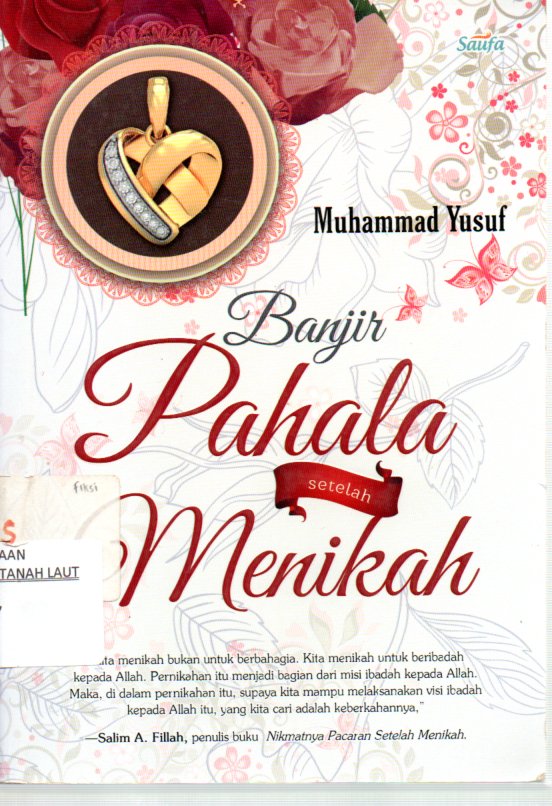 Saufa
Muhammad Yusuf
Banjir
Pahala
setelah
Menikah
Fiksi
S
AAN
TANAH LAUT
ita menikah bukan untuk berbahagia. Kita menikah untuk beribadah
kepada Allah. Pernikahan itu menjadi bagian dari misi ibadah kepada Allah.
Maka, di dalam pernikahan itu, supaya kita mampu melaksanakan visi ibadah
kepada Allah itu, yang kita cari adalah keberkahannya,”
—Salim A. Fillah, penulis buku Nikmatnya Pacaran Setelah Menikah.